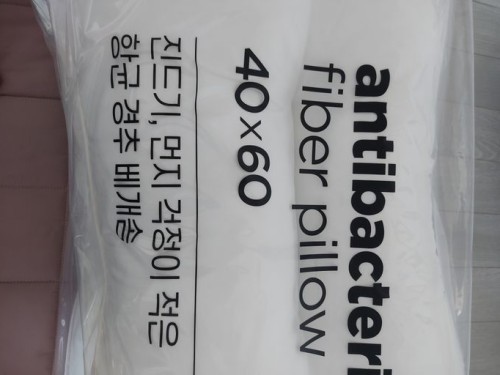 antibacteri
fiber pillow
40×60
진드기, 먼지 걱정이 적은
항균 경추 베개솜